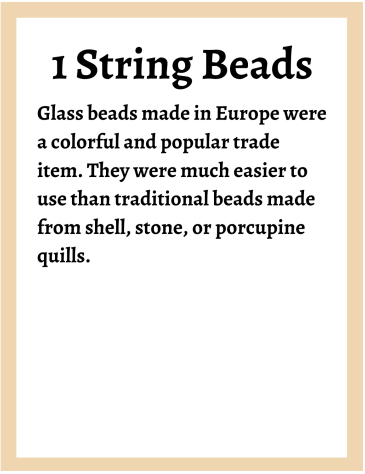 1 String Beads
Glass beads made in Europe were
a colorful and popular trade
item. They were much easier to
use than traditional beads made
from shell, stone, or porcupine
quills.